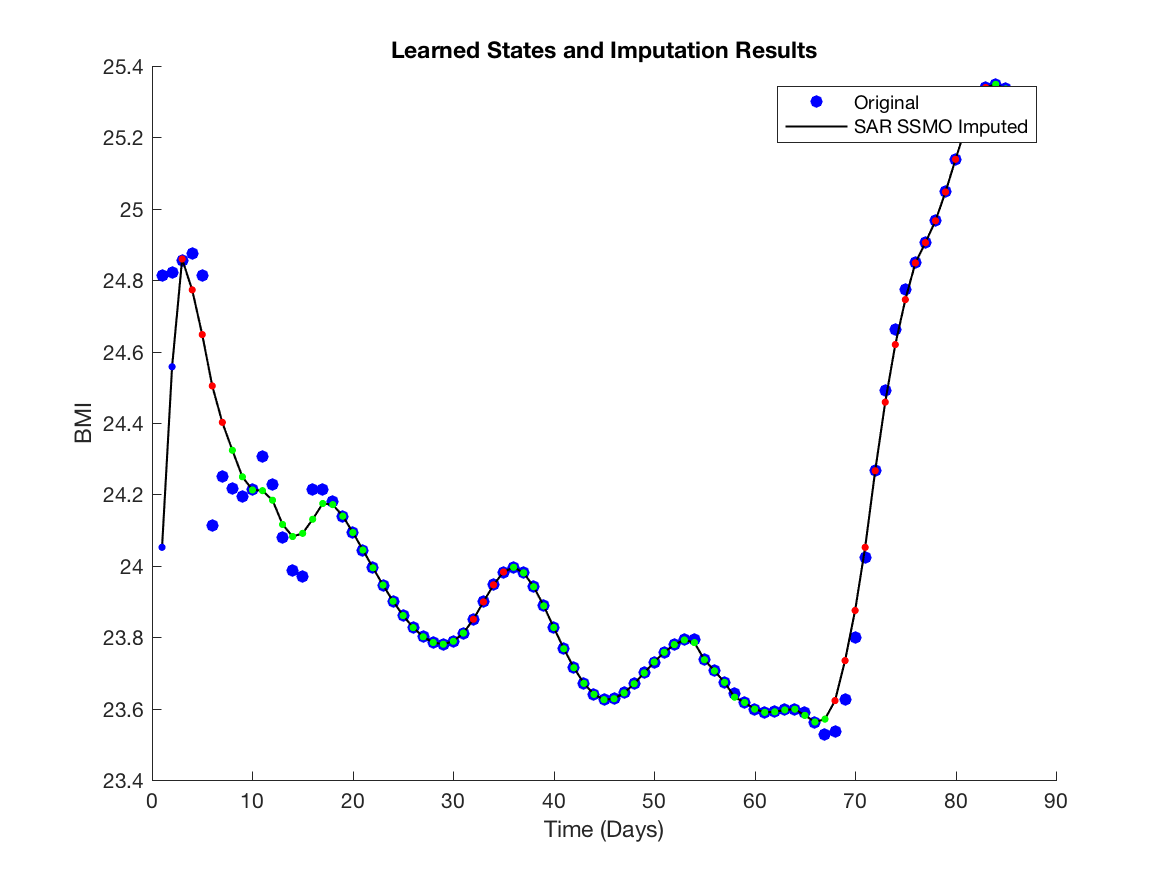 Learned States and Imputation Results
Original
SAR SSMO Imputed
25.4
25.2
25
24.8
24.6
24.4
24.2
24
23.8
23.6
23.4
BMI
0 10 20 30 40 50 60 70 80 90
Time (Days)